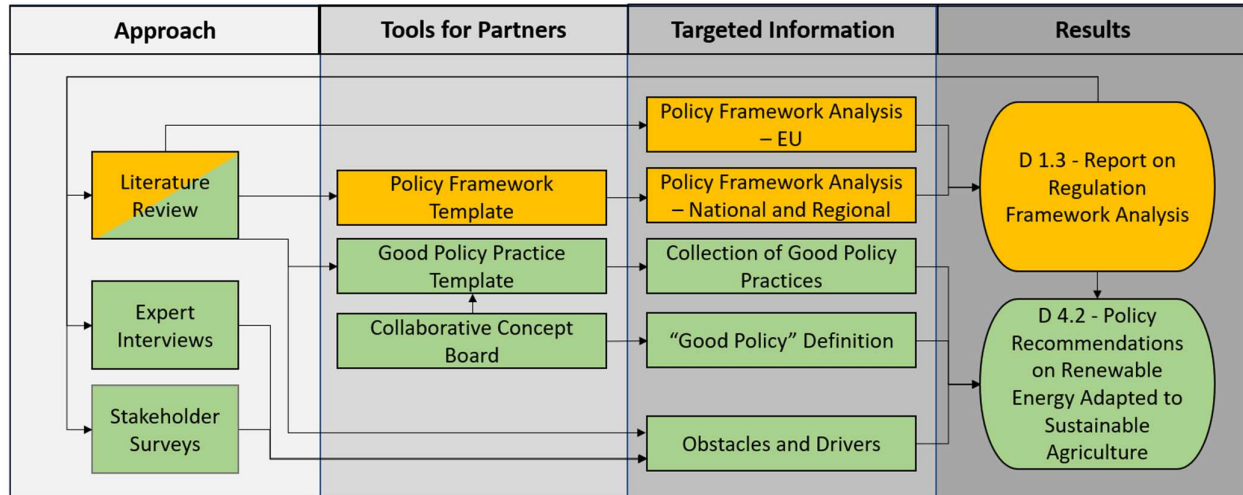 Approach
Tools for Partners
Targeted Information
Results
Literature
Review
Expert
Interviews
Stakeholder
Surveys
Policy Framework
Template
Good Policy Practice
Template
Collaborative Concept
Board
Policy Framework Analysis
– EU
Policy Framework Analysis
– National and Regional
Collection of Good Policy
Practices
“Good Policy” Definition
Obstacles and Drivers
D 1.3 - Report on
Regulation
Framework Analysis
D 4.2 - Policy
Recommendations
on Renewable
Energy Adapted to
Sustainable
Agriculture